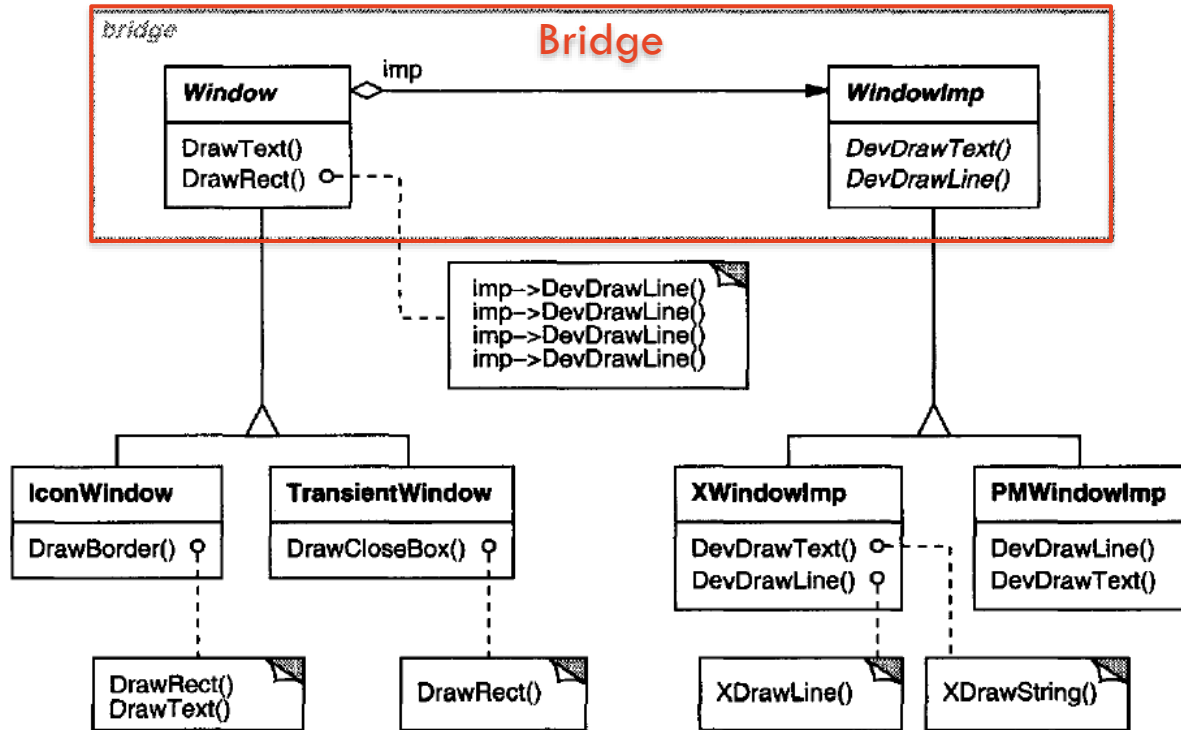 bridge
Bridge
imp
Window
DrawText()
DrawRect()
WindowImp
DevDrawText()
DevDrawLine()
imp->DevDrawLine()
imp->DevDrawLine()
imp->DevDrawLine()
imp->DevDrawLine()
IconWindow
DrawBorder()
TransientWindow
DrawCloseBox()
XWindowImp
DevDrawText()
DevDrawLine()
PMWindowImp
DevDrawLine()
DevDrawText()
DrawRect()
DrawText()
DrawRect()
XDrawLine()
XDrawString()